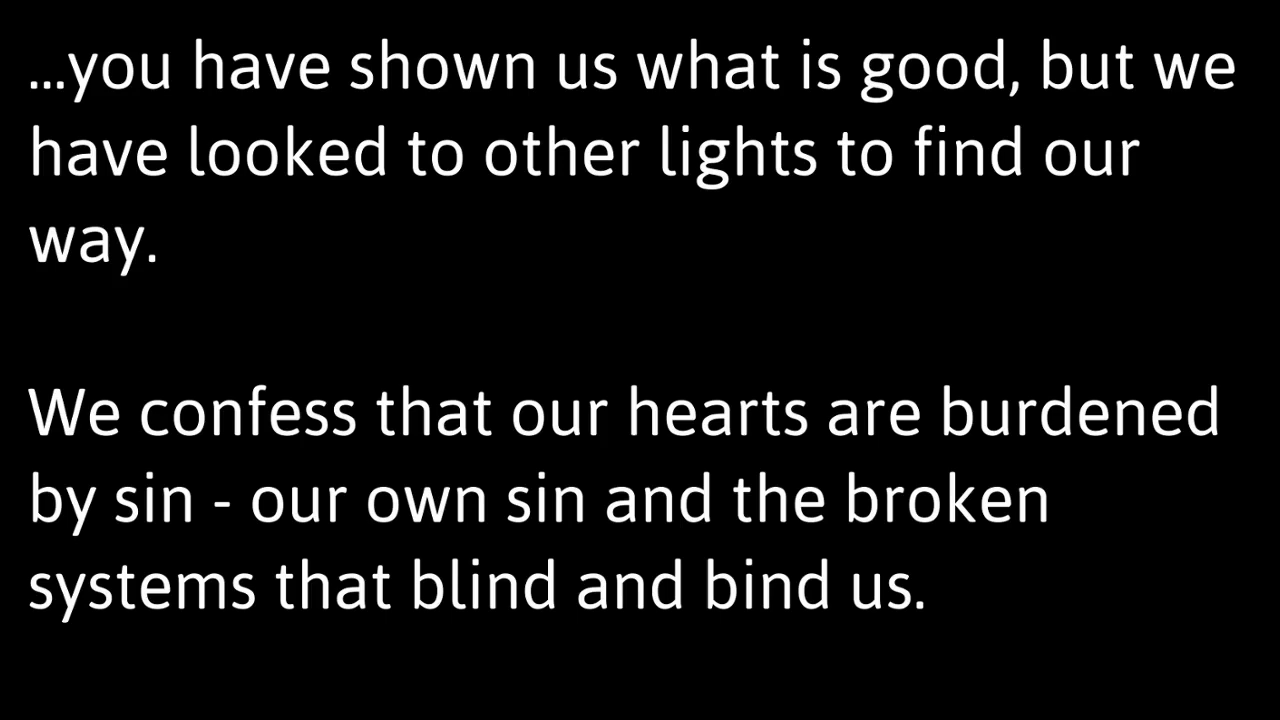 ...you have shown us what is good, but we
have looked to other lights to find our
way.
We confess that our hearts are burdened
by sin - our own sin and the broken
systems that blind and bind us.